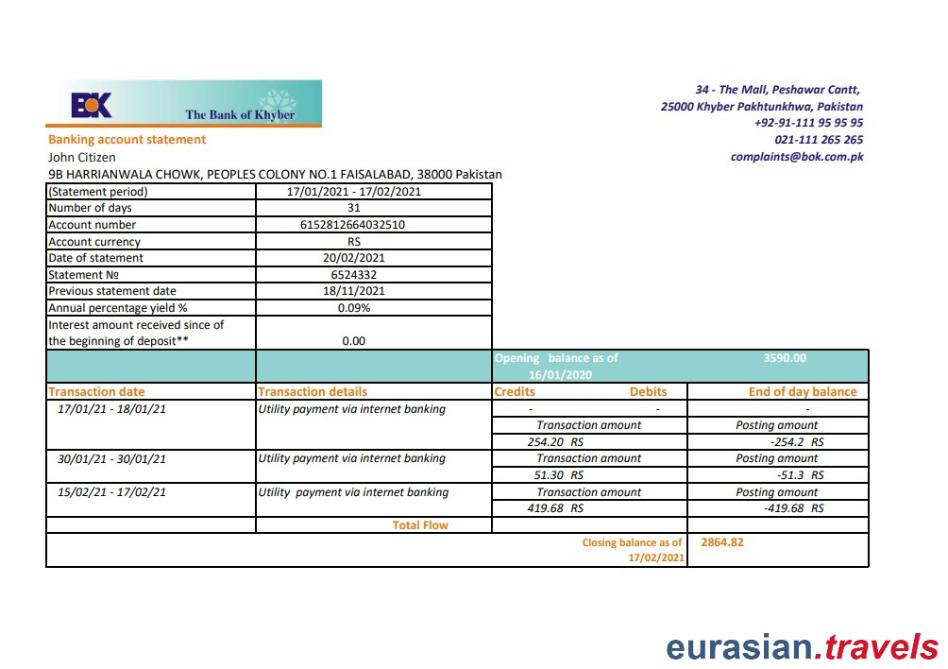 BOK
The Bank of Khyber
34 - The Mall, Peshawar Cantt,
25000 Khyber Pakhtunkhwa, Pakistan
+92-91-111 95 95 95
021-111 265 265
complaints@bok.com.pk
Banking account statement
John Citizen
9B HARRIANWALA CHOWK, PEOPLES COLONY NO.1 FAISALABAD, 38000 Pakistan
(Statement period) 17/01/2021 - 17/02/2021
Number of days 31
Account number 6152812664032510
Account currency RS
Date of statement 20/02/2021
Statement № 6524332
Previous statement date 18/11/2021
Annual percentage yield % 0.09%
Interest amount received since of
the beginning of deposit** 0.00
Opening balance as of 3590.00
16/01/2020
Transaction date Transaction details Credits Debits End of day balance
17/01/21 - 18/01/21 Utility payment via internet banking - - -
Transaction amount Posting amount
254.20 RS -254.2 RS
30/01/21 - 30/01/21 Utility payment via internet banking Transaction amount Posting amount
51.30 RS -51.3 RS
15/02/21 - 17/02/21 Utility payment via internet banking Transaction amount Posting amount
419.68 RS -419.68 RS
Total Flow
Closing balance as of 2864.82
17/02/2021
eurasian.travels